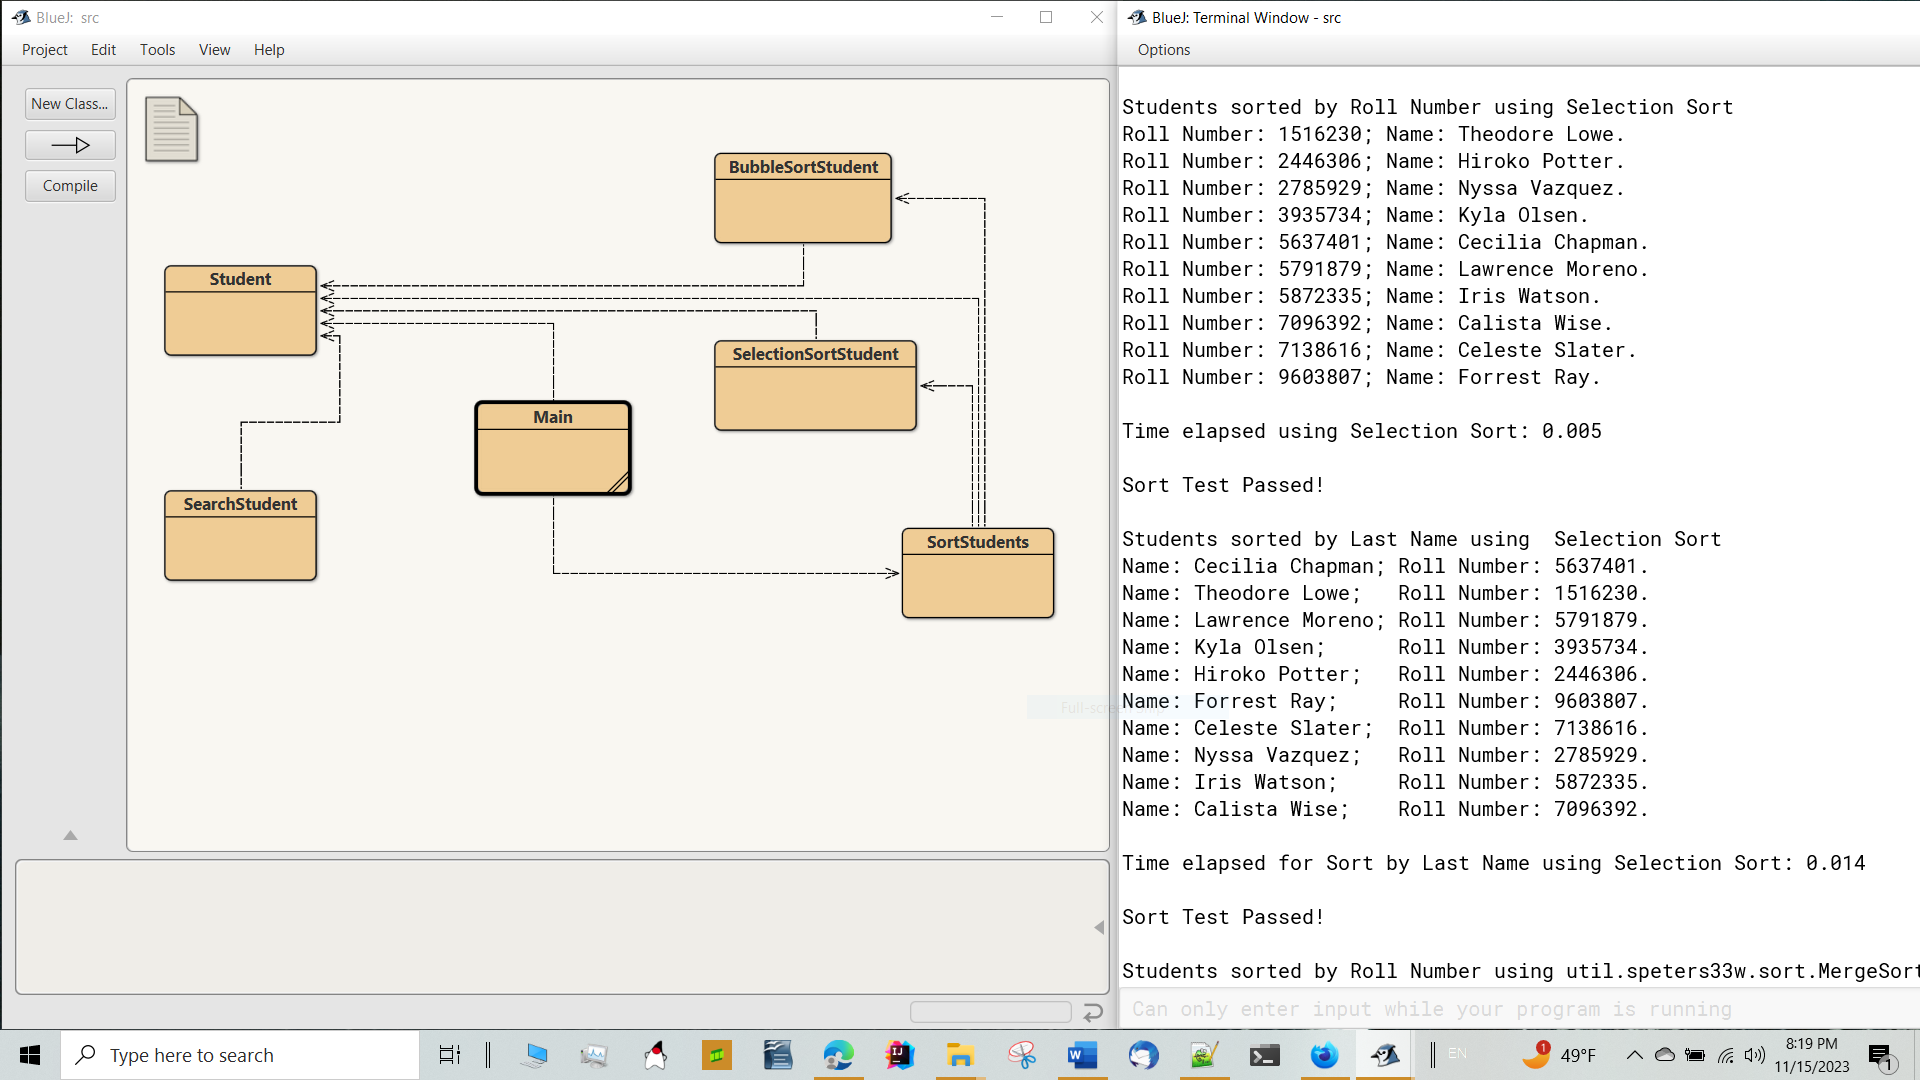 BlueJ: src
Project Edit Tools View Help
New Class...
Compile
BubbleSortStudent
Student
SelectionSortStudent
Main
SearchStudent
SortStudents
BlueJ: Terminal Window - src
Options
Students sorted by Roll Number using Selection Sort
Roll Number: 1516230; Name: Theodore Lowe.
Roll Number: 2446306; Name: Hiroko Potter.
Roll Number: 2785929; Name: Nyssa Vazquez.
Roll Number: 3935734; Name: Kyla Olsen.
Roll Number: 5637401; Name: Cecilia Chapman.
Roll Number: 5791879; Name: Lawrence Moreno.
Roll Number: 5872335; Name: Iris Watson.
Roll Number: 7096392; Name: Calista Wise.
Roll Number: 7138616; Name: Celeste Slater.
Roll Number: 9603807; Name: Forrest Ray.
Time elapsed using Selection Sort: 0.005
Sort Test Passed!
Students sorted by Last Name using  Selection Sort
Name: Cecilia Chapman; Roll Number: 5637401.
Name: Theodore Lowe;   Roll Number: 1516230.
Name: Lawrence Moreno; Roll Number: 5791879.
Name: Kyla Olsen;      Roll Number: 3935734.
Name: Hiroko Potter;   Roll Number: 2446306.
Name: Forrest Ray;     Roll Number: 9603807.
Name: Celeste Slater;  Roll Number: 7138616.
Name: Nyssa Vazquez;   Roll Number: 2785929.
Name: Iris Watson;     Roll Number: 5872335.
Name: Calista Wise;    Roll Number: 7096392.
Time elapsed for Sort by Last Name using Selection Sort: 0.014
Sort Test Passed!
Students sorted by Roll Number using util.speters33w.sort.MergeSort
Can only enter input while your program is running
Type here to search
EN
1
49°F
8:19 PM
11/15/2023
1